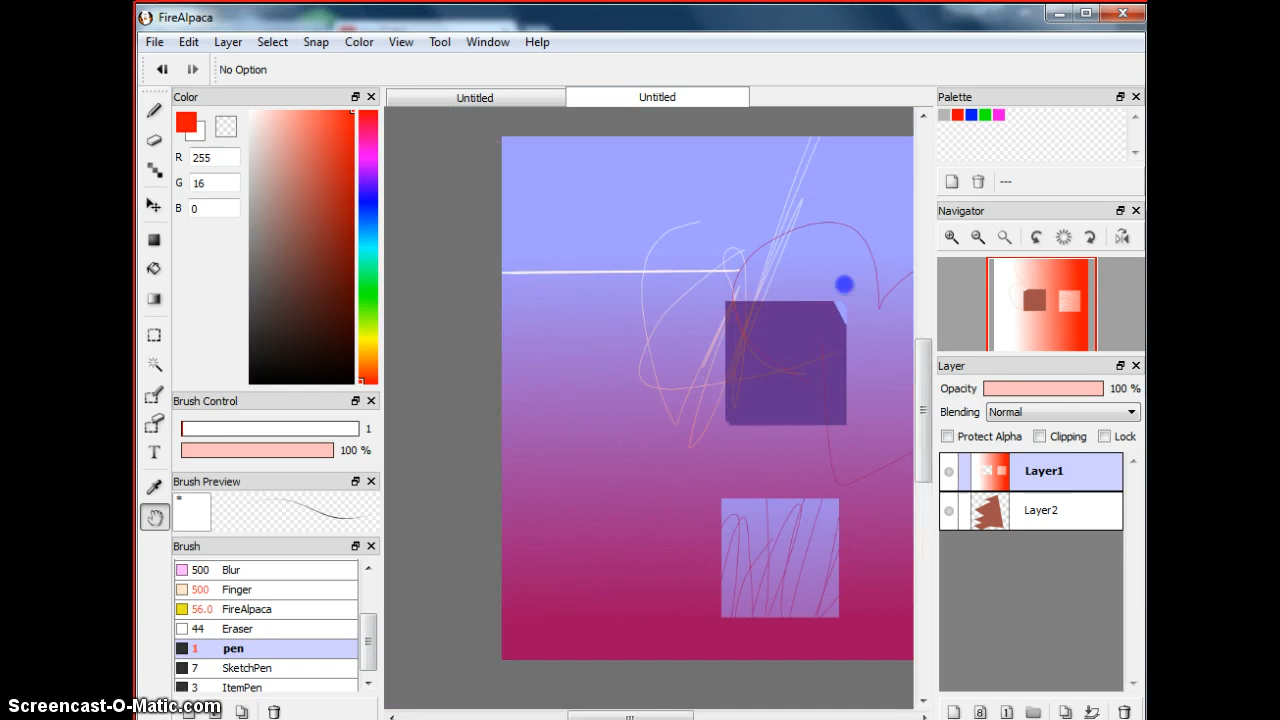 FireAlpaca
File Edit Layer Select Snap Color View Tool Window Help
No Option
Color
Untitled
Untitled
Palette
R 255
G 16
B 0
---
Navigator
Brush Control
1
100 %
Layer
Opacity 100 %
Blending Normal
Protect Alpha Clipping Lock
Layer1
Layer2
Brush Preview
*
Brush
500 Blur
500 Finger
56.0 FireAlpaca
44 Eraser
1 pen
7 SketchPen
3 ItemPen
T
8 1
Screencast-O-Matic.com